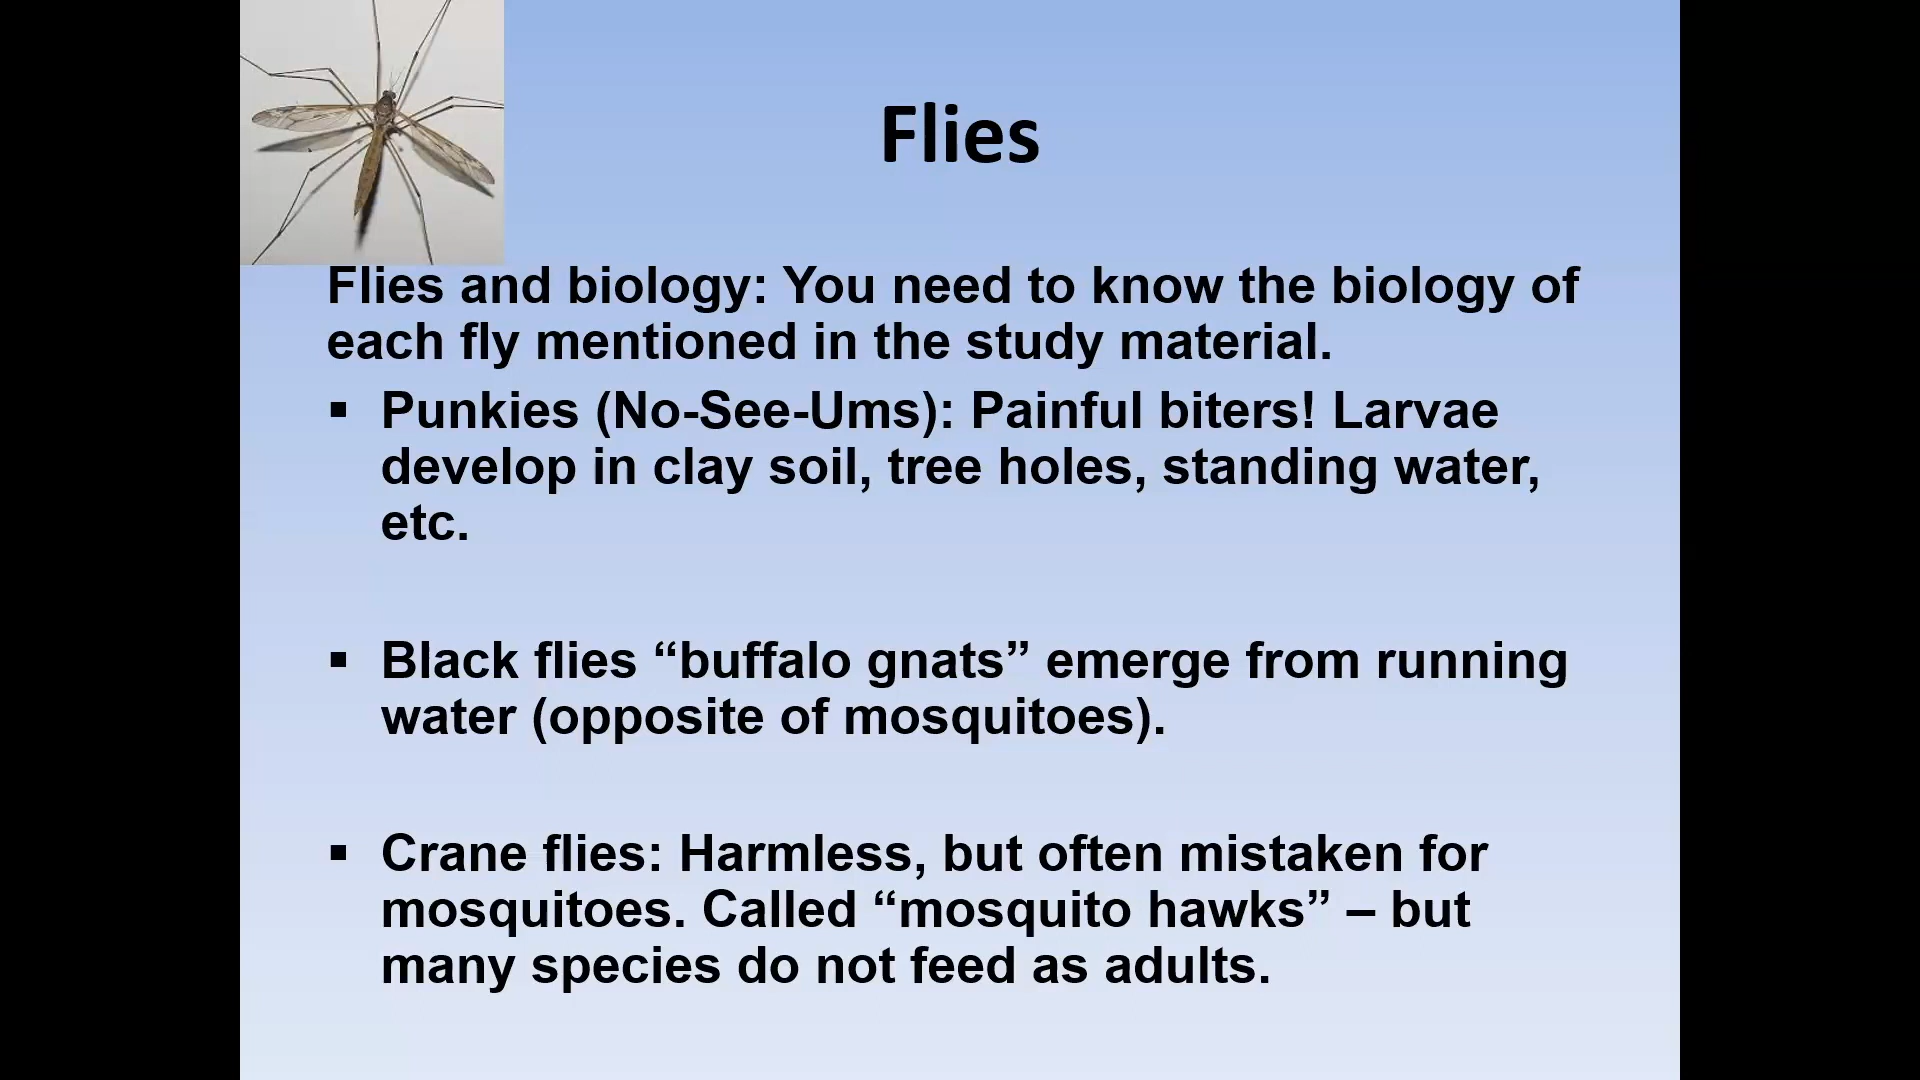 Flies
Flies and biology: You need to know the biology of
each fly mentioned in the study material.
▪ Punkies (No-See-Ums): Painful biters! Larvae
develop in clay soil, tree holes, standing water,
etc.
▪ Black flies “buffalo gnats” emerge from running
water (opposite of mosquitoes).
▪ Crane flies: Harmless, but often mistaken for
mosquitoes. Called “mosquito hawks” – but
many species do not feed as adults.